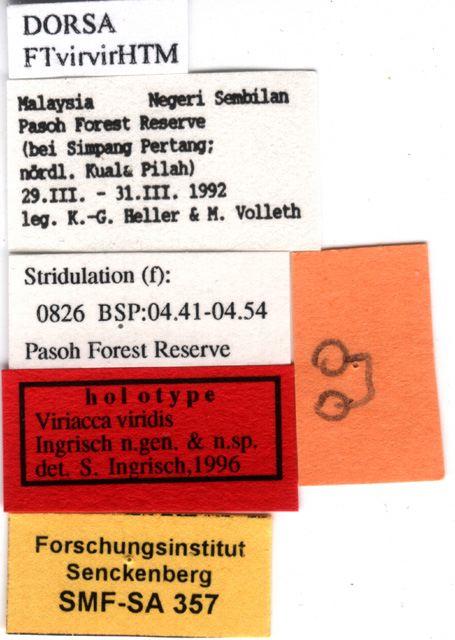 DORSA
FTvirvirHTM
Malaysia Negeri Sembilan
Pasoh Forest Reserve
(bei Simpang Pertang;
nördl. Kuala Pilah)
29.III. - 31.III. 1992
leg. K.-G. Heller & M. Volleth
Stridulation (f):
0826 BSP:04.41-04.54
Pasoh Forest Reserve
holotype
Viriacca viridis
Ingrisch n.gen. & n.sp.
det. S. Ingrisch,1996
Forschungsinstitut
Senckenberg
SMF-SA 357